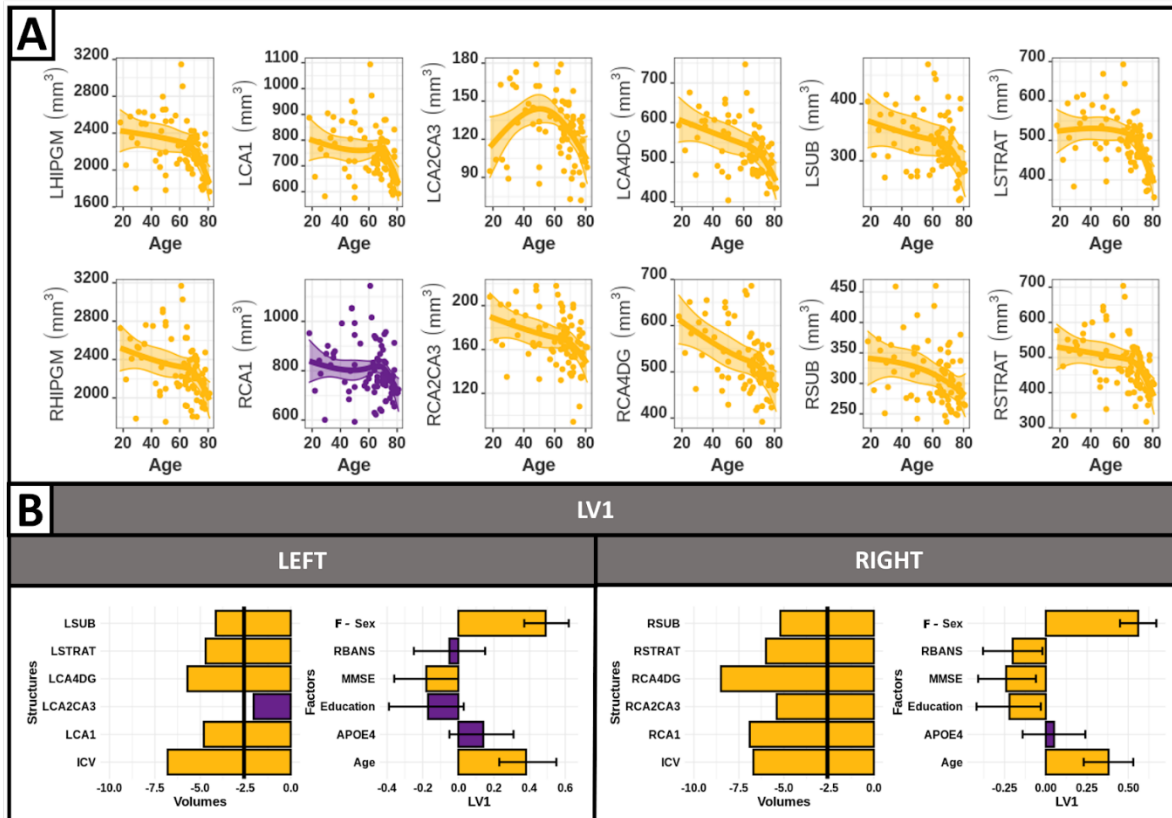 A
LHIPGM (mm³)
3200
2800
2400
2000
1600
20 40 60 80
Age
LCA1 (mm³)
1100
1000
900
800
700
600
20 40 60 80
Age
LCA2CA3 (mm³)
180
150
120
90
20 40 60 80
Age
LCA4DG (mm³)
700
600
500
400
20 40 60 80
Age
LSUB (mm³)
400
300
20 40 60 80
Age
LSTRAT (mm³)
700
600
500
400
20 40 60 80
Age
RHIPGM (mm³)
3200
2800
2400
2000
20 40 60 80
Age
RCA1 (mm³)
1000
800
600
20 40 60 80
Age
RCA2CA3 (mm³)
200
160
120
20 40 60 80
Age
RCA4DG (mm³)
700
600
500
400
20 40 60 80
Age
RSUB (mm³)
450
400
350
300
250
20 40 60 80
Age
RSTRAT (mm³)
700
600
500
400
300
20 40 60 80
Age
B
LV1
LEFT
Structures
LSUB
LSTRAT
LCA4DG
LCA2CA3
LCA1
ICV
-10.0 -7.5 -5.0 -2.5 0.0
Volumes
Factors
F - Sex
RBANS
MMSE
Education
APOE4
Age
-0.4 -0.2 0.0 0.2 0.4 0.6
LV1
RIGHT
Structures
RSUB
RSTRAT
RCA4DG
RCA2CA3
RCA1
ICV
-10.0 -7.5 -5.0 -2.5 0.0
Volumes
Factors
F - Sex
RBANS
MMSE
Education
APOE4
Age
-0.25 0.00 0.25 0.50
LV1